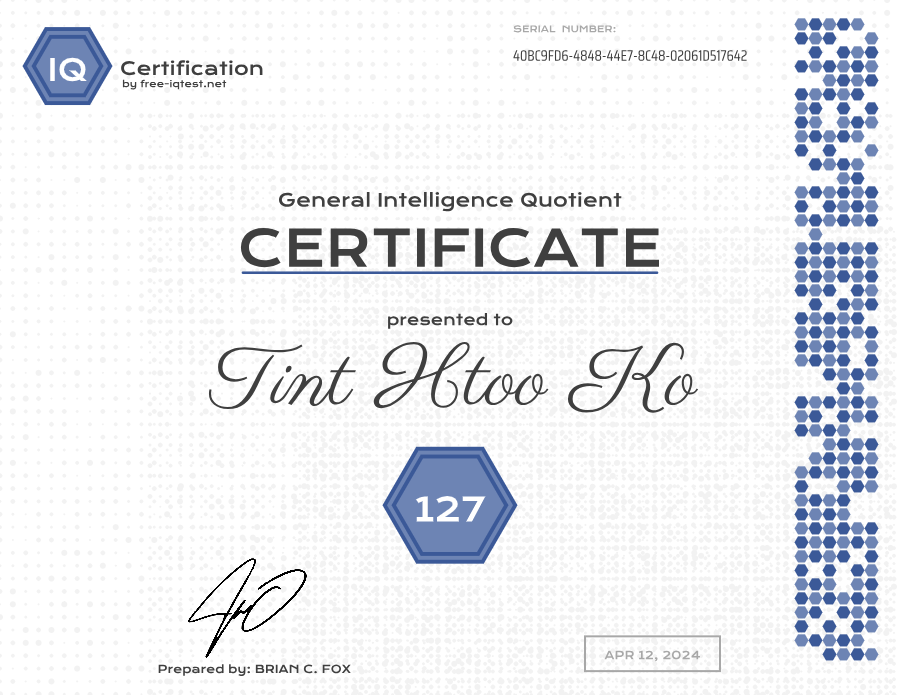 IQ
Certification
by free-iqtest.net
SERIAL NUMBER:
40BC9FD6-4848-44E7-8C48-02061D517642
General Intelligence Quotient
CERTIFICATE
presented to
Tint Htoo Ko
127
Prepared by: BRIAN C. FOX
APR 12, 2024